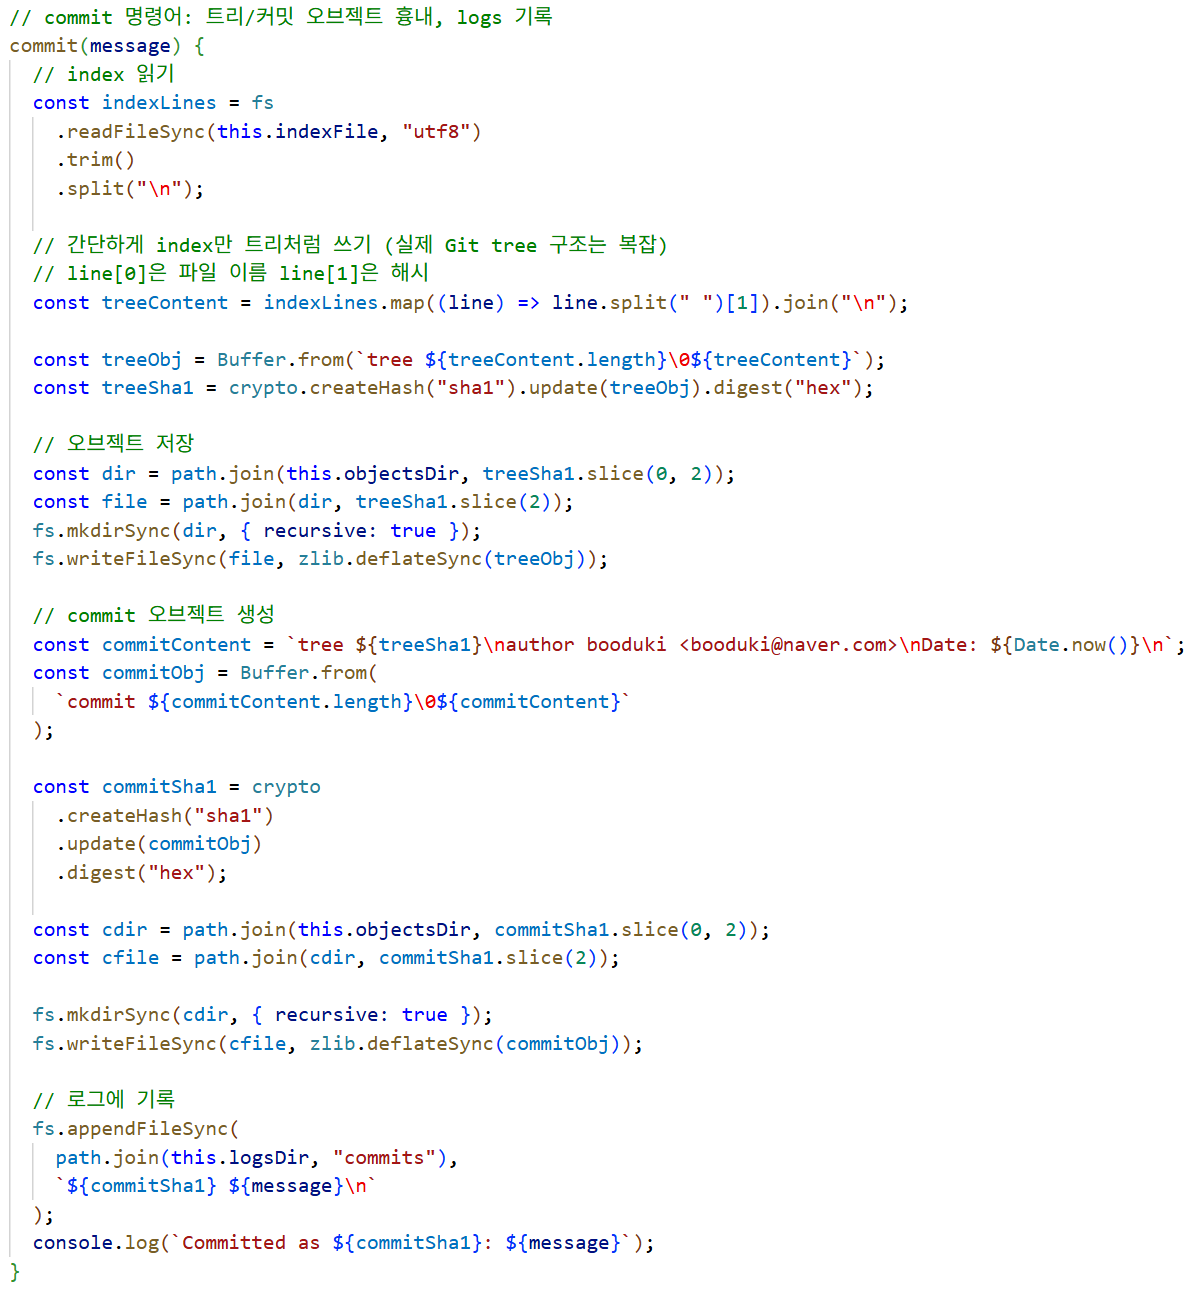 // commit 명령어: 트리/커밋 오브젝트 흉내, logs 기록
commit(message) {
  // index 읽기
  const indexLines = fs
    .readFileSync(this.indexFile, "utf8")
    .trim()
    .split("\n");

  // 간단하게 index만 트리처럼 쓰기 (실제 Git tree 구조는 복잡)
  // line[0]은 파일 이름 line[1]은 해시
  const treeContent = indexLines.map((line) => line.split(" ")[1]).join("\n");

  const treeObj = Buffer.from(`tree ${treeContent.length}\0${treeContent}`);
  const treeSha1 = crypto.createHash("sha1").update(treeObj).digest("hex");

  // 오브젝트 저장
  const dir = path.join(this.objectsDir, treeSha1.slice(0, 2));
  const file = path.join(dir, treeSha1.slice(2));
  fs.mkdirSync(dir, { recursive: true });
  fs.writeFileSync(file, zlib.deflateSync(treeObj));

  // commit 오브젝트 생성
  const commitContent = `tree ${treeSha1}\nauthor booduki <booduki@naver.com>\nDate: ${Date.now()}\n`;
  const commitObj = Buffer.from(
    `commit ${commitContent.length}\0${commitContent}`
  );

  const commitSha1 = crypto
    .createHash("sha1")
    .update(commitObj)
    .digest("hex");

  const cdir = path.join(this.objectsDir, commitSha1.slice(0, 2));
  const cfile = path.join(cdir, commitSha1.slice(2));

  fs.mkdirSync(cdir, { recursive: true });
  fs.writeFileSync(cfile, zlib.deflateSync(commitObj));

  // 로그에 기록
  fs.appendFileSync(
    path.join(this.logsDir, "commits"),
    `${commitSha1} ${message}\n`
  );
  console.log(`Committed as ${commitSha1}: ${message}`);
}